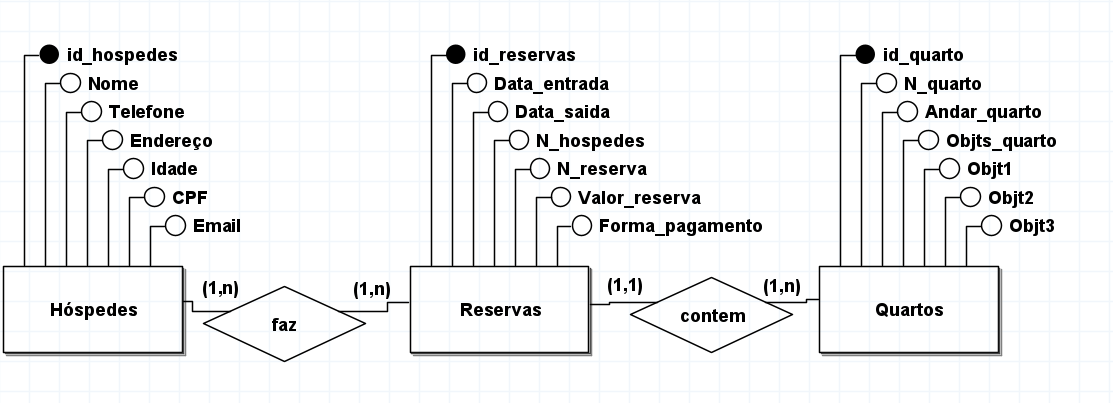 id_hospedes
Nome
Telefone
Endereço
Idade
CPF
Email
Hóspedes
(1,n)
faz
(1,n)
id_reservas
Data_entrada
Data_saida
N_hospedes
N_reserva
Valor_reserva
Forma_pagamento
Reservas
(1,1)
contem
(1,n)
id_quarto
N_quarto
Andar_quarto
Objts_quarto
Objt1
Objt2
Objt3
Quartos